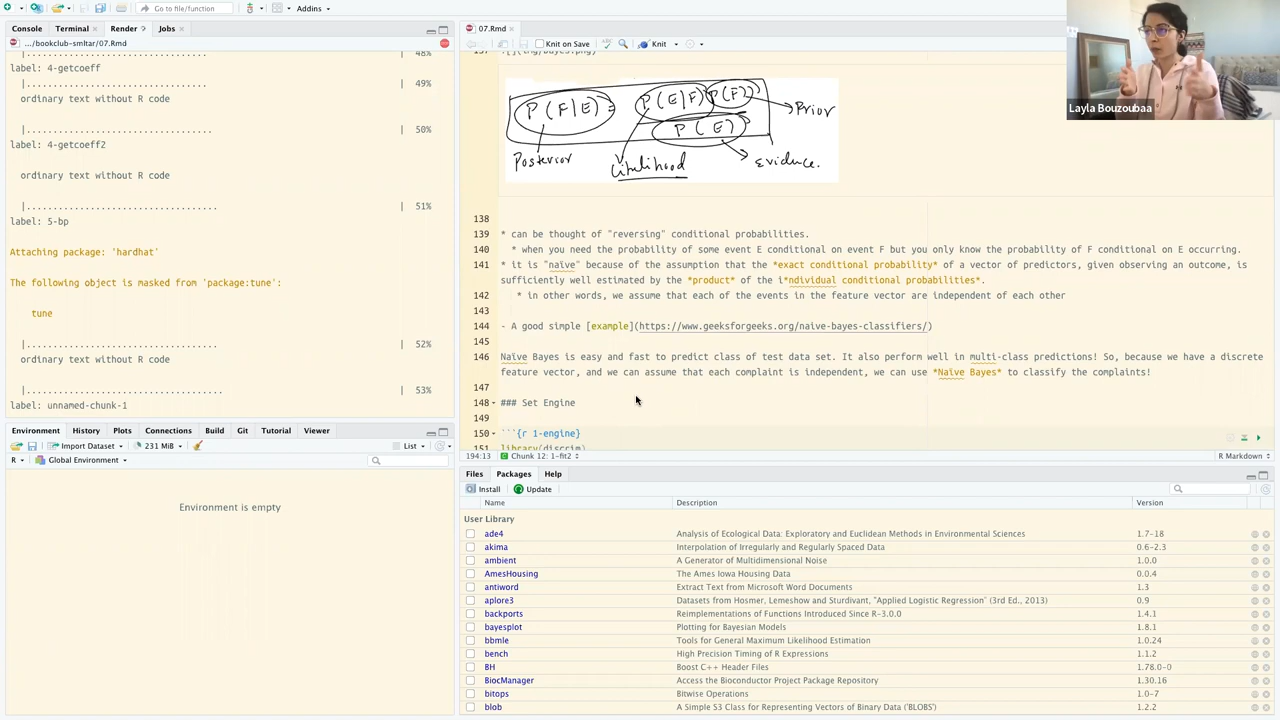 Go to file/function
Addins
Console
Terminal
Render
Jobs
.../bookclub-smltar/07.Rmd
|.................................. | 48%
label: 4-getcoeff
|.................................. | 49%
ordinary text without R code
|................................... | 50%
label: 4-getcoeff2
ordinary text without R code
|.................................... | 51%
label: 5-bp
Attaching package: 'hardhat'
The following object is masked from 'package:tune':
tune
|.................................... | 52%
ordinary text without R code
|..................................... | 53%
label: unnamed-chunk-1
Environment
History
Plots
Connections
Build
Git
Tutorial
Viewer
Import Dataset
231 MiB
List
R
Global Environment
Environment is empty
07.Rmd
Knit on Save
Knit
P(F|E) = P(E|F) P(F)
P(E)
Prior
Posterior
Likelihood
evidence.
138
139 * can be thought of "reversing" conditional probabilities.
140 * when you need the probability of some event E conditional on event F but you only know the probability of F conditional on E occurring.
141 * it is "naïve" because of the assumption that the *exact conditional probability* of a vector of predictors, given observing an outcome, is
sufficiently well estimated by the *product* of the i*ndividual conditional probabilities*.
142 * in other words, we assume that each of the events in the feature vector are independent of each other
143
144 - A good simple [example](https://www.geeksforgeeks.org/naive-bayes-classifiers/)
145
146 Naïve Bayes is easy and fast to predict class of test data set. It also perform well in multi-class predictions! So, because we have a discrete
feature vector, and we can assume that each complaint is independent, we can use *Naïve Bayes* to classify the complaints!
147
148 ### Set Engine
149
150 ```{r 1-engine}
151 library(discrim)
194:13
Chunk 12: 1-fit2
R Markdown
Layla Bouzoubaa
Files
Packages
Help
Install
Update
Name Description Version
User Library
ade4 Analysis of Ecological Data: Exploratory and Euclidean Methods in Environmental Sciences 1.7-18
akima Interpolation of Irregularly and Regularly Spaced Data 0.6-2.3
ambient A Generator of Multidimensional Noise 1.0.0
AmesHousing The Ames Iowa Housing Data 0.0.4
antiword Extract Text from Microsoft Word Documents 1.3
aplore3 Datasets from Hosmer, Lemeshow and Sturdivant, "Applied Logistic Regression" (3rd Ed., 2013) 0.9
backports Reimplementations of Functions Introduced Since R-3.0.0 1.4.1
bayesplot Plotting for Bayesian Models 1.8.1
bbmle Tools for General Maximum Likelihood Estimation 1.0.24
bench High Precision Timing of R Expressions 1.1.2
BH Boost C++ Header Files 1.78.0-0
BiocManager Access the Bioconductor Project Package Repository 1.30.16
bitops Bitwise Operations 1.0-7
blob A Simple S3 Class for Representing Vectors of Binary Data ('BLOBS') 1.2.2